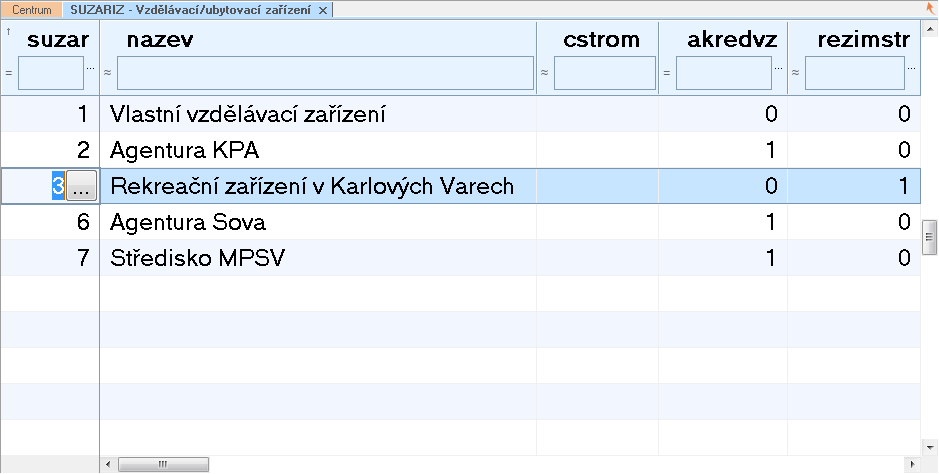 Centrum SUZARIZ - Vzdělávací/ubytovací zařízení ×
↑ suzar nazev cstrom akredvz rezimstr
= ... ≈ ≈ = ... ≈ ...
1 Vlastní vzdělávací zařízení 0 0
2 Agentura KPA 1 0
3 ... Rekreační zařízení v Karlových Varech 0 1
6 Agentura Sova 1 0
7 Středisko MPSV 1 0